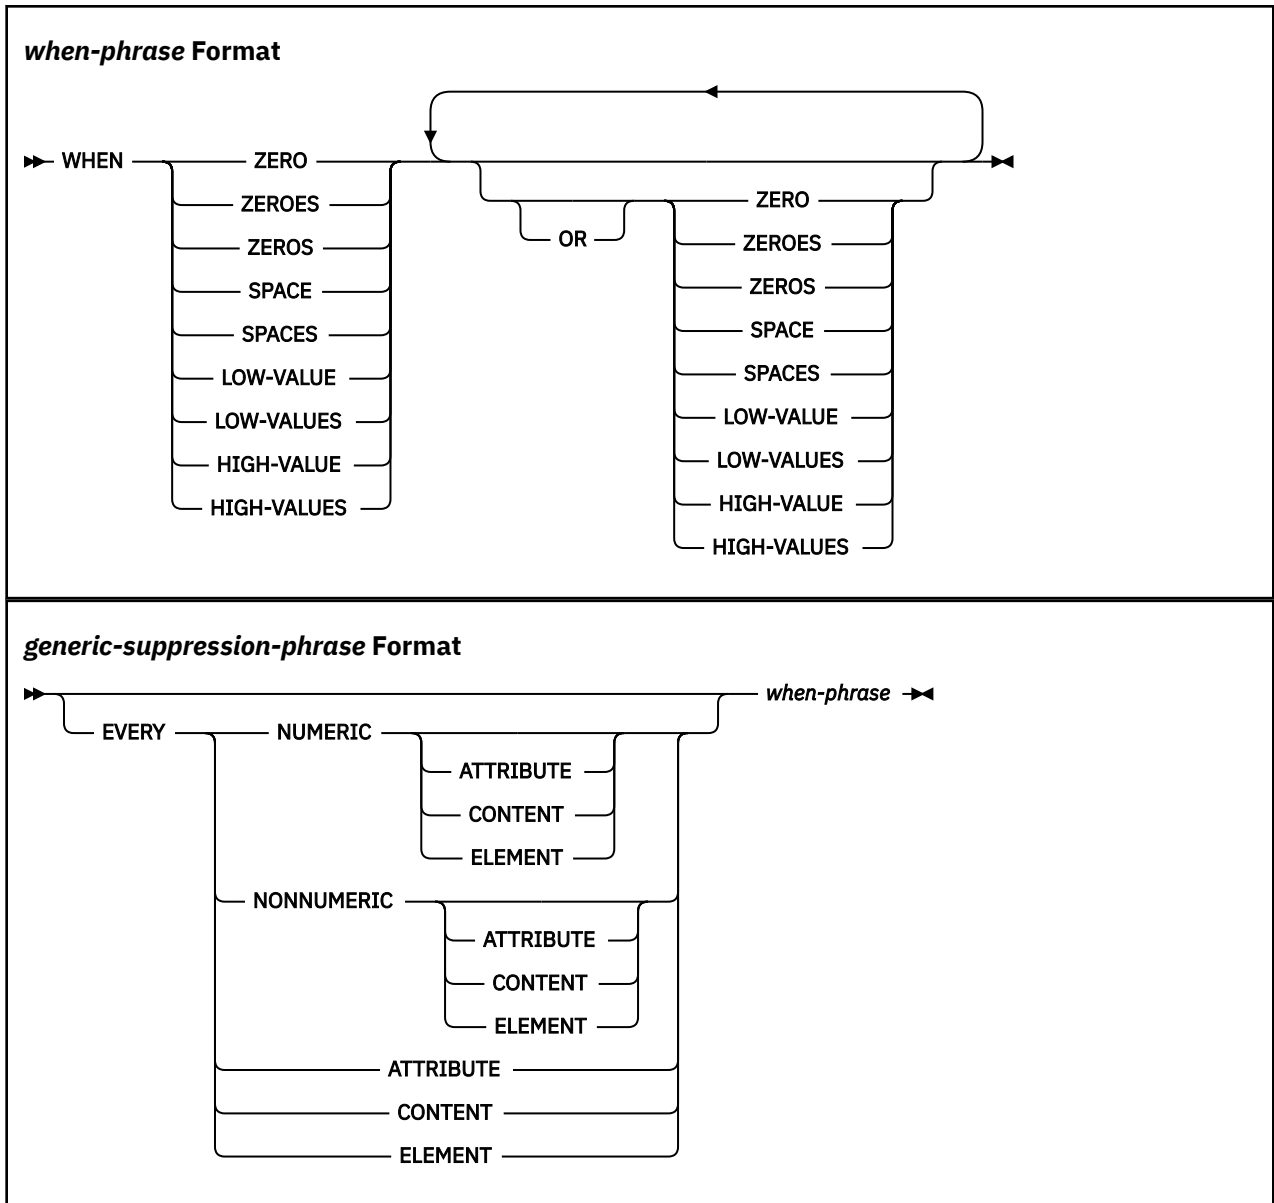 when-phrase Format
WHEN ZERO
ZERO
ZEROES
ZEROES
OR
ZEROS
ZEROS
SPACE
SPACE
SPACES
SPACES
LOW-VALUE
LOW-VALUE
LOW-VALUES
LOW-VALUES
HIGH-VALUE
HIGH-VALUE
HIGH-VALUES
HIGH-VALUES
generic-suppression-phrase Format
when-phrase
EVERY NUMERIC
ATTRIBUTE
CONTENT
ELEMENT
NONNUMERIC
ATTRIBUTE
CONTENT
ELEMENT
ATTRIBUTE
CONTENT
ELEMENT